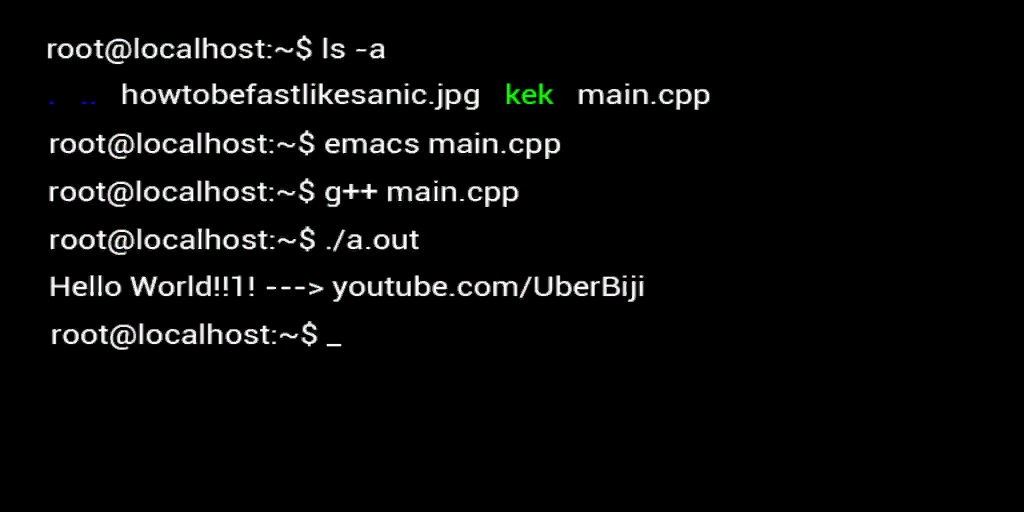 root@localhost:~$ ls -a
. .. howtobefastlikesanic.jpg kek main.cpp
root@localhost:~$ emacs main.cpp
root@localhost:~$ g++ main.cpp
root@localhost:~$ ./a.out
Hello World!!1! ---> youtube.com/UberBiji
root@localhost:~$ _